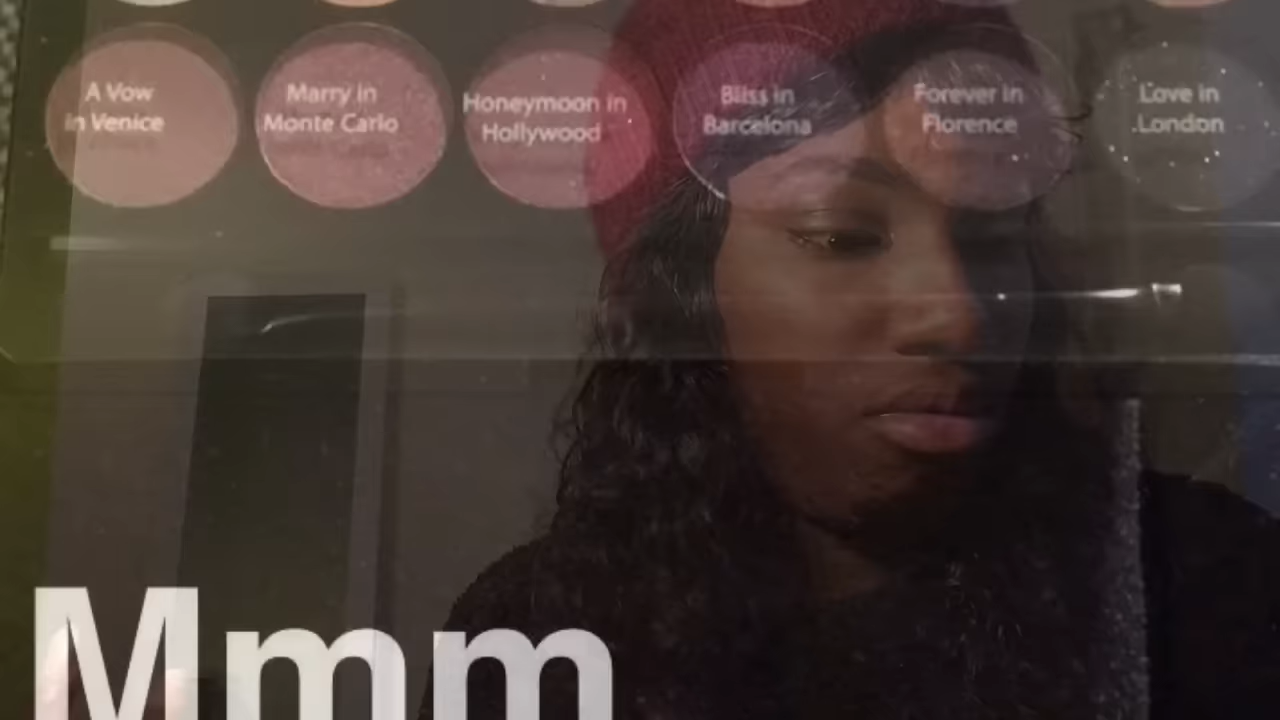 A Vow
in Venice
Marry in
Monte Carlo
Honeymoon in
Hollywood
Bliss in
Barcelona
Forever in
Florence
Love in
London
Mmm